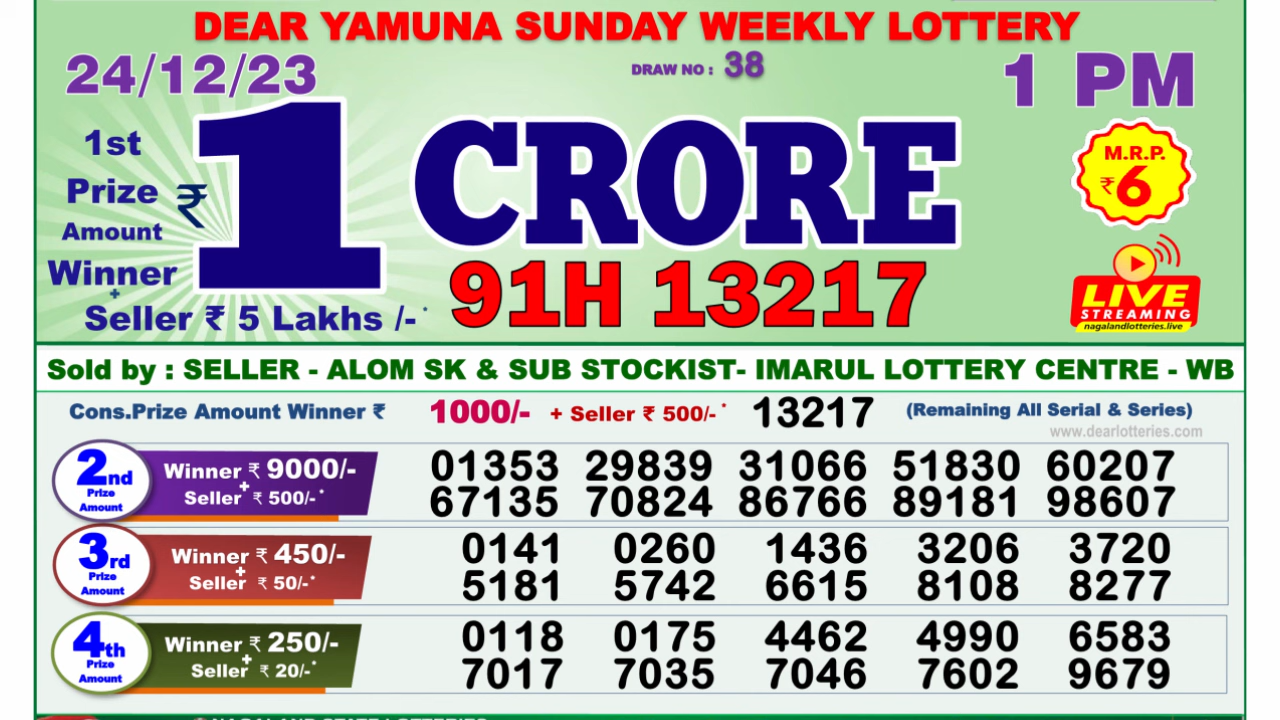 DEAR YAMUNA SUNDAY WEEKLY LOTTERY
24/12/23
DRAW NO : 38
1 PM
1st
Prize
Amount
Winner
+
Seller ₹ 5 Lakhs /-*
₹ 1 CRORE
91H 13217
M.R.P.
₹6
LIVE
STREAMING
nagalandlotteries.live
Sold by : SELLER - ALOM SK & SUB STOCKIST- IMARUL LOTTERY CENTRE - WB
Cons.Prize Amount Winner ₹ 1000/- + Seller ₹ 500/-* 13217 (Remaining All Serial & Series)
www.dearlotteries.com
2nd
Prize
Amount
Winner ₹ 9000/-
+
Seller ₹ 500/-*
01353 29839 31066 51830 60207
67135 70824 86766 89181 98607
3rd
Prize
Amount
Winner ₹ 450/-
+
Seller ₹ 50/-*
0141 0260 1436 3206 3720
5181 5742 6615 8108 8277
4th
Prize
Amount
Winner ₹ 250/-
+
Seller ₹ 20/-*
0118 0175 4462 4990 6583
7017 7035 7046 7602 9679
NAGALAND STATE LOTTERIES